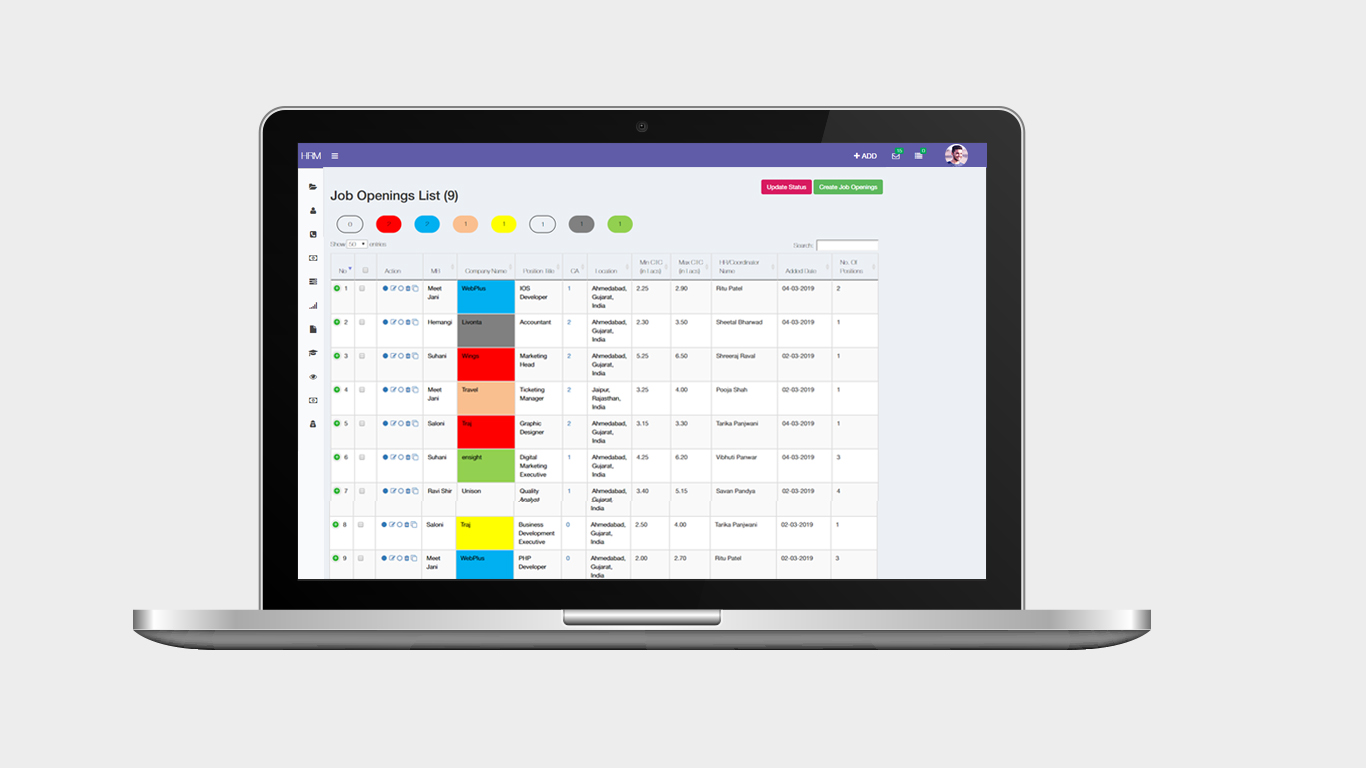 HRM
+ ADD
Job Openings List (9)
Update Status Create Job Openings
0 2 2 1 1 1 1 1
Show 50 entries
Search:
No Action MR Company Name Position Title CA Location Min CTC (in Lacs) Max CTC (in Lacs) HR/Coordinator Name Added Date No. Of Positions
1 Meet Jani WebPlus IOS Developer 1 Ahmedabad, Gujarat, India 2.25 2.90 Ritu Patel 04-03-2019 2
2 Hemangi Livonta Accountant 2 Ahmedabad, Gujarat, India 2.30 3.50 Sheetal Bharwad 04-03-2019 1
3 Suhani Wings Marketing Head 2 Ahmedabad, Gujarat, India 5.25 6.50 Shreeraj Raval 02-03-2019 1
4 Meet Jani Travel Ticketing Manager 2 Jaipur, Rajasthan, India 3.25 4.00 Pooja Shah 02-03-2019 1
5 Saloni Traj Graphic Designer 2 Ahmedabad, Gujarat, India 3.15 3.30 Tarika Panjwani 04-03-2019 1
6 Suhani ensight Digital Marketing Executive 1 Ahmedabad, Gujarat, India 4.25 6.20 Vibhuti Panwar 04-03-2019 3
7 Ravi Shir Unison Quality Analyst 1 Ahmedabad, Gujarat, India 3.40 5.15 Savan Pandya 02-03-2019 4
8 Saloni Traj Business Development Executive 0 Ahmedabad, Gujarat, India 2.50 4.00 Tarika Panjwani 02-03-2019 1
9 Meet Jani WebPlus PHP Developer 0 Ahmedabad, Gujarat, India 2.00 2.70 Ritu Patel 02-03-2019 3